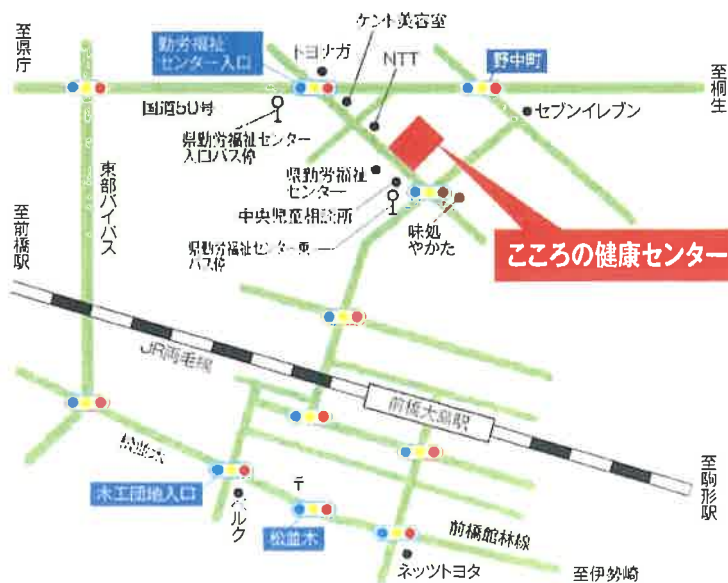 ケント美容室
至県庁
勤労福祉
センター入口
トヨナガ
NTT
野中町
至桐生
国道50号
セブンイレブン
県勤労福祉センター
入口バス停
東部バイパス
県勤労福祉
センター
中央児童相談所
至前橋駅
県勤労福祉センター東
バス停
味処
やかた
こころの健康センター
JR両毛線
前橋大島駅
至駒形駅
松並木
木工団地入口
ベルク
〒
松並木
前橋館林線
ネッツトヨタ
至伊勢崎